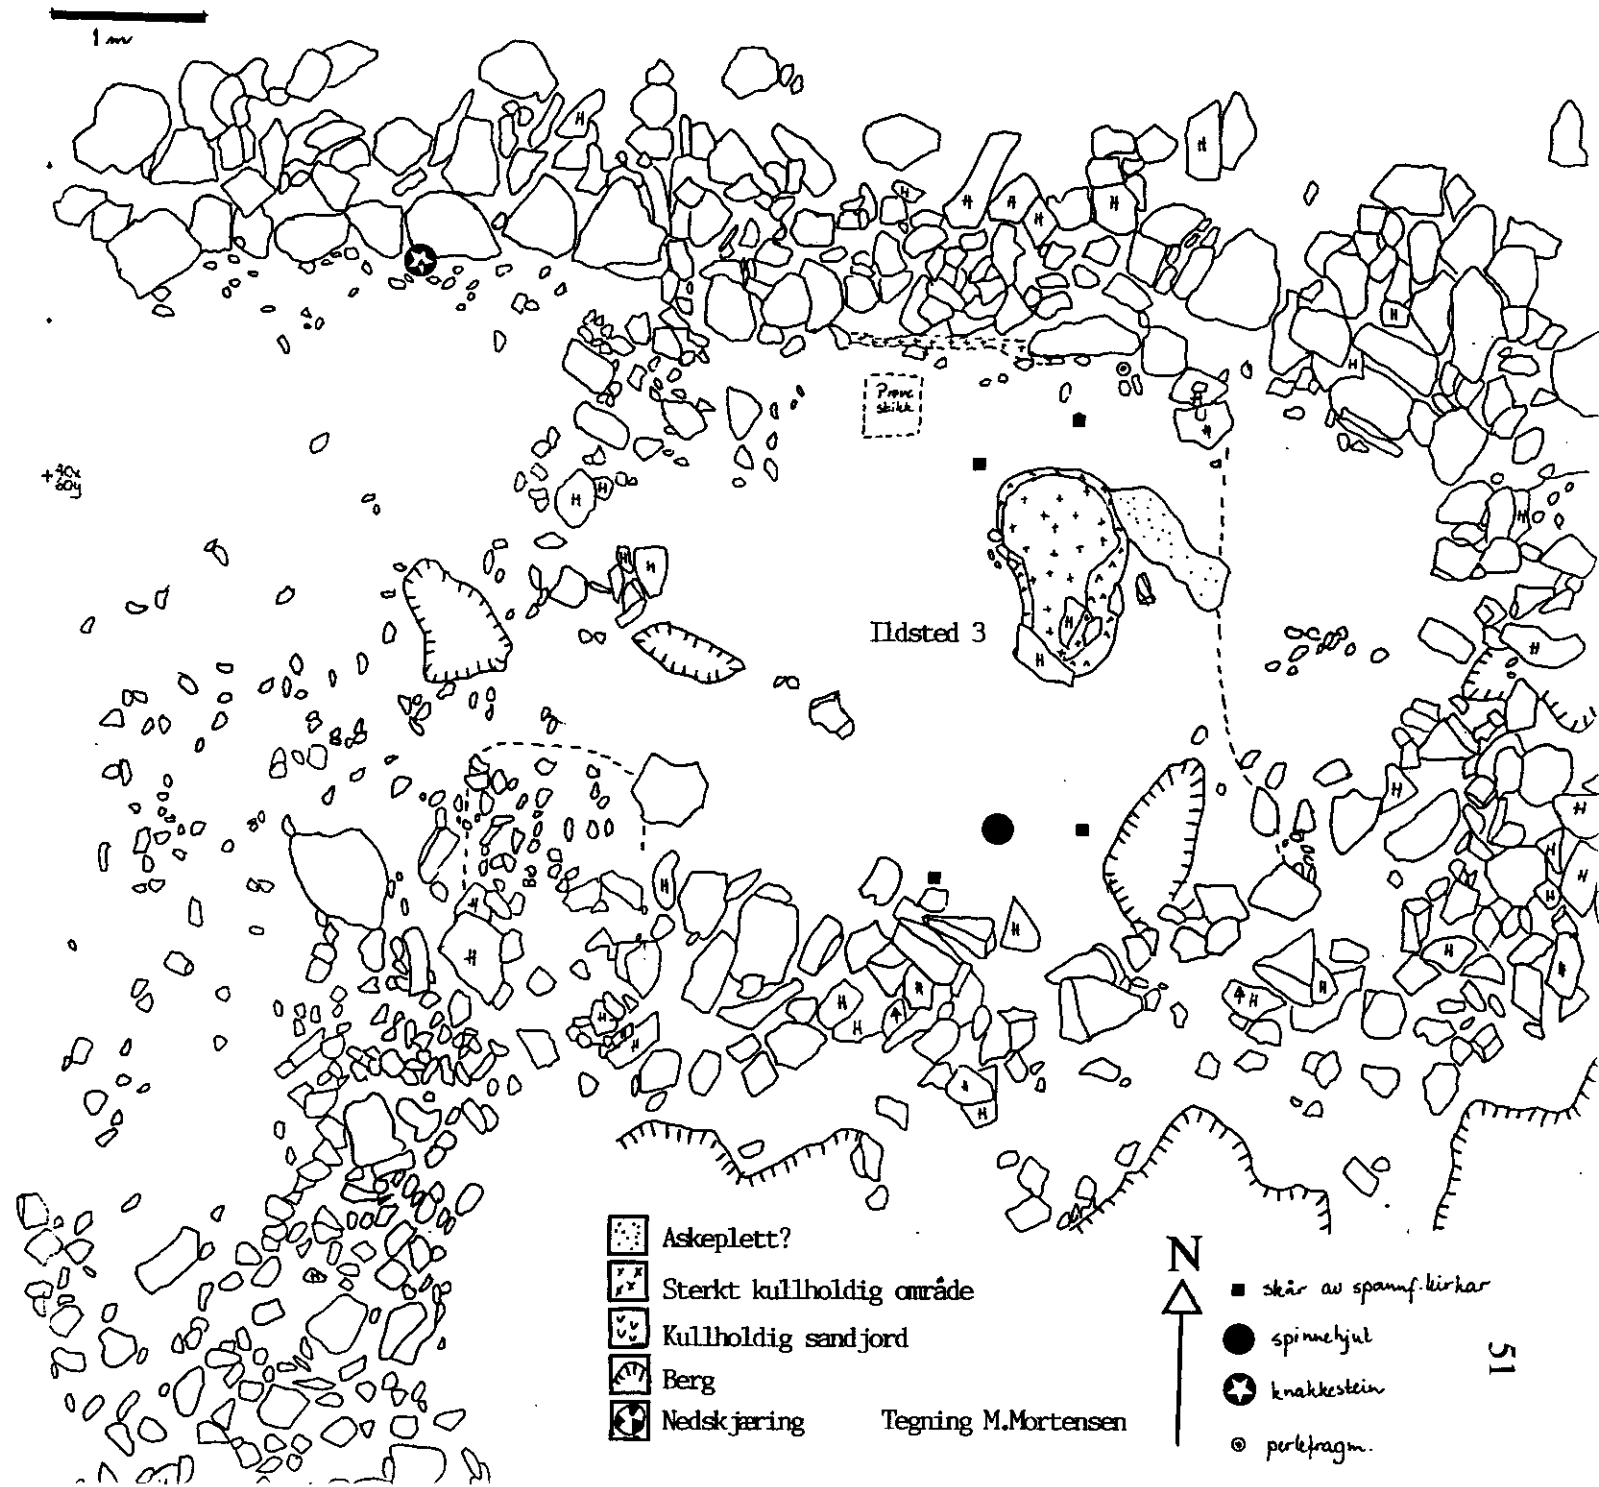 1 m
Prøve
stikk
+ 40x
60y
Ildsted 3
Askeplett?
Sterkt kullholdig område
Kullholdig sandjord
Berg
Nedskjæring
Tegning M.Mortensen
N
skår av spannf. kirkar
spinnehjul
knakkestein
perlefragm.
51